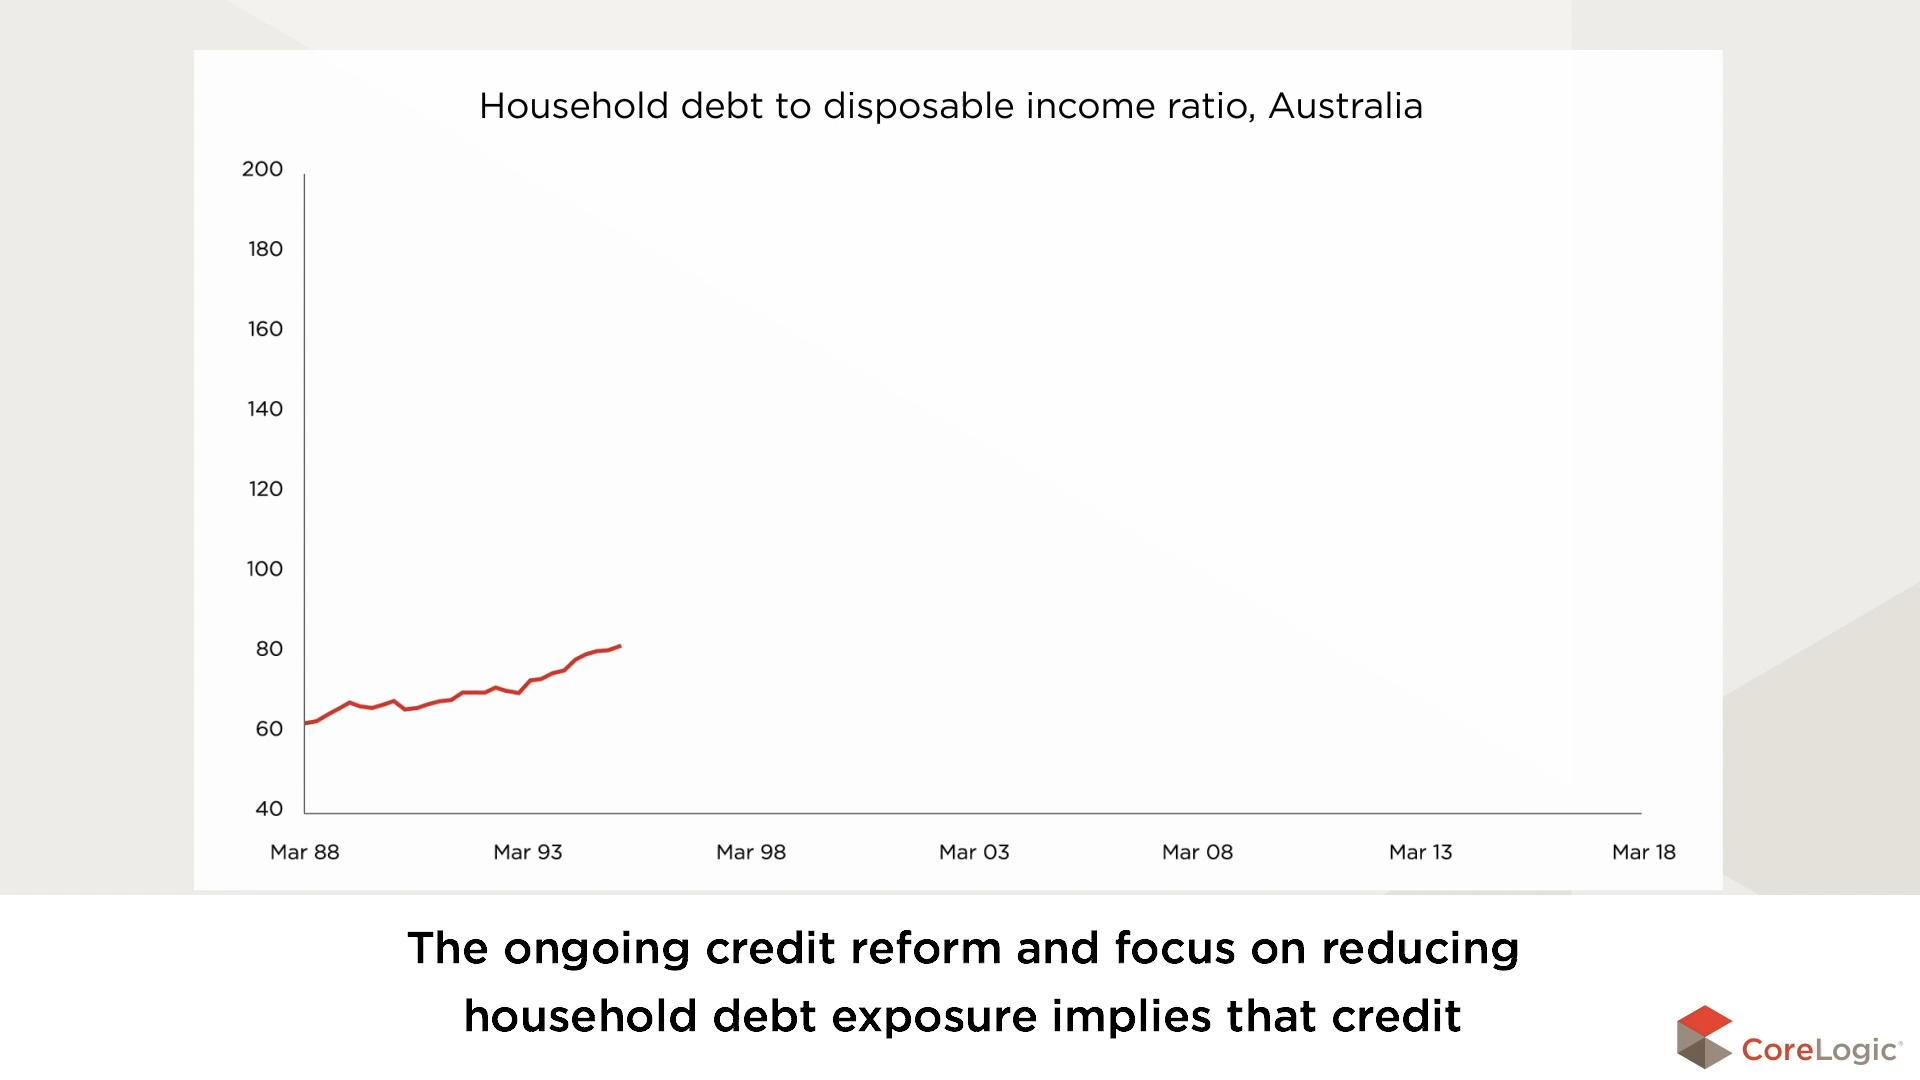 Household debt to disposable income ratio, Australia
200
180
160
140
120
100
80
60
40
Mar 88 Mar 93 Mar 98 Mar 03 Mar 08 Mar 13 Mar 18
The ongoing credit reform and focus on reducing
household debt exposure implies that credit
CoreLogic®